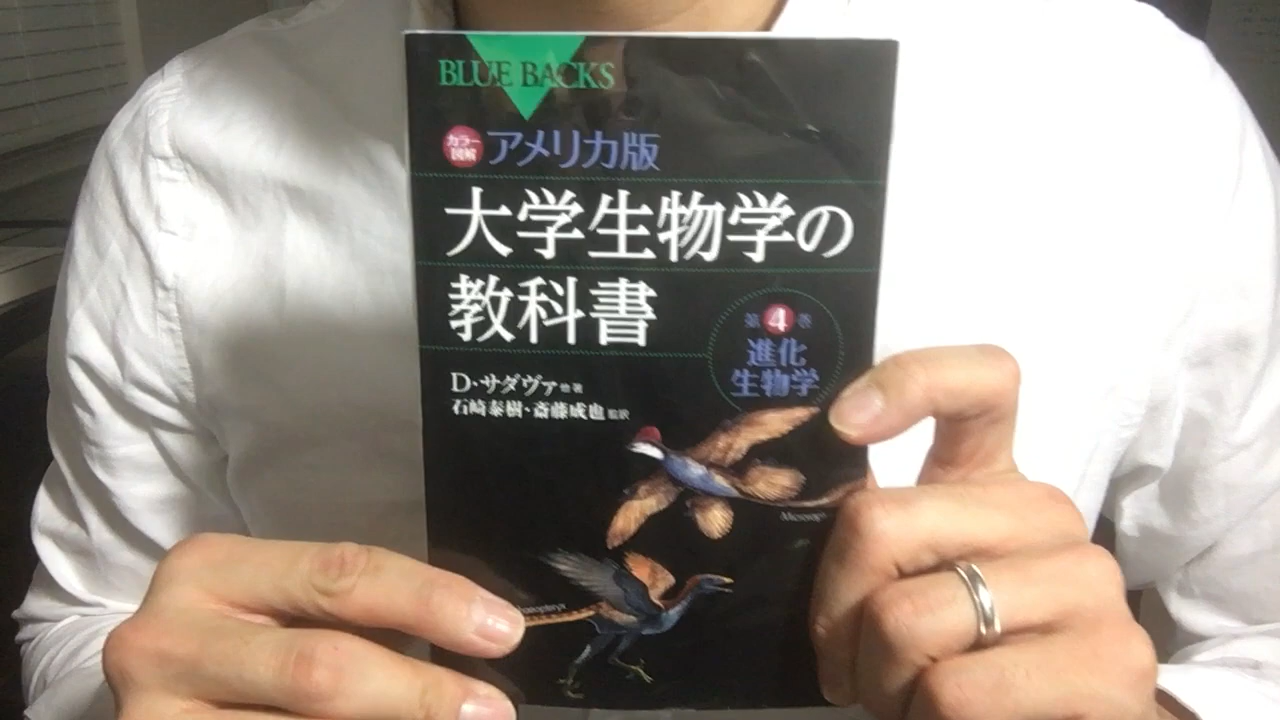 BLUE BACKS
カラー
図解
アメリカ版
大学生物学の
教科書
第4巻
進化
生物学
D・サダヴァ 他著
石崎泰樹・斎藤成也 監訳